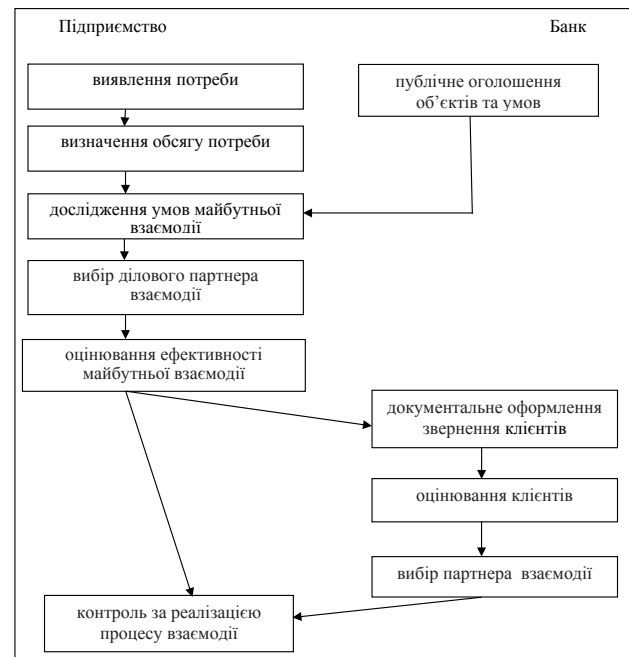 Підприємство
Банк
виявлення потреби
публічне оголошення
об’єктів та умов
визначення обсягу потреби
дослідження умов майбутньої
взаємодії
вибір ділового партнера
взаємодії
оцінювання ефективності
майбутньої взаємодії
документальне оформлення
звернення клієнтів
оцінювання клієнтів
вибір партнера взаємодії
контроль за реалізацією
процесу взаємодії